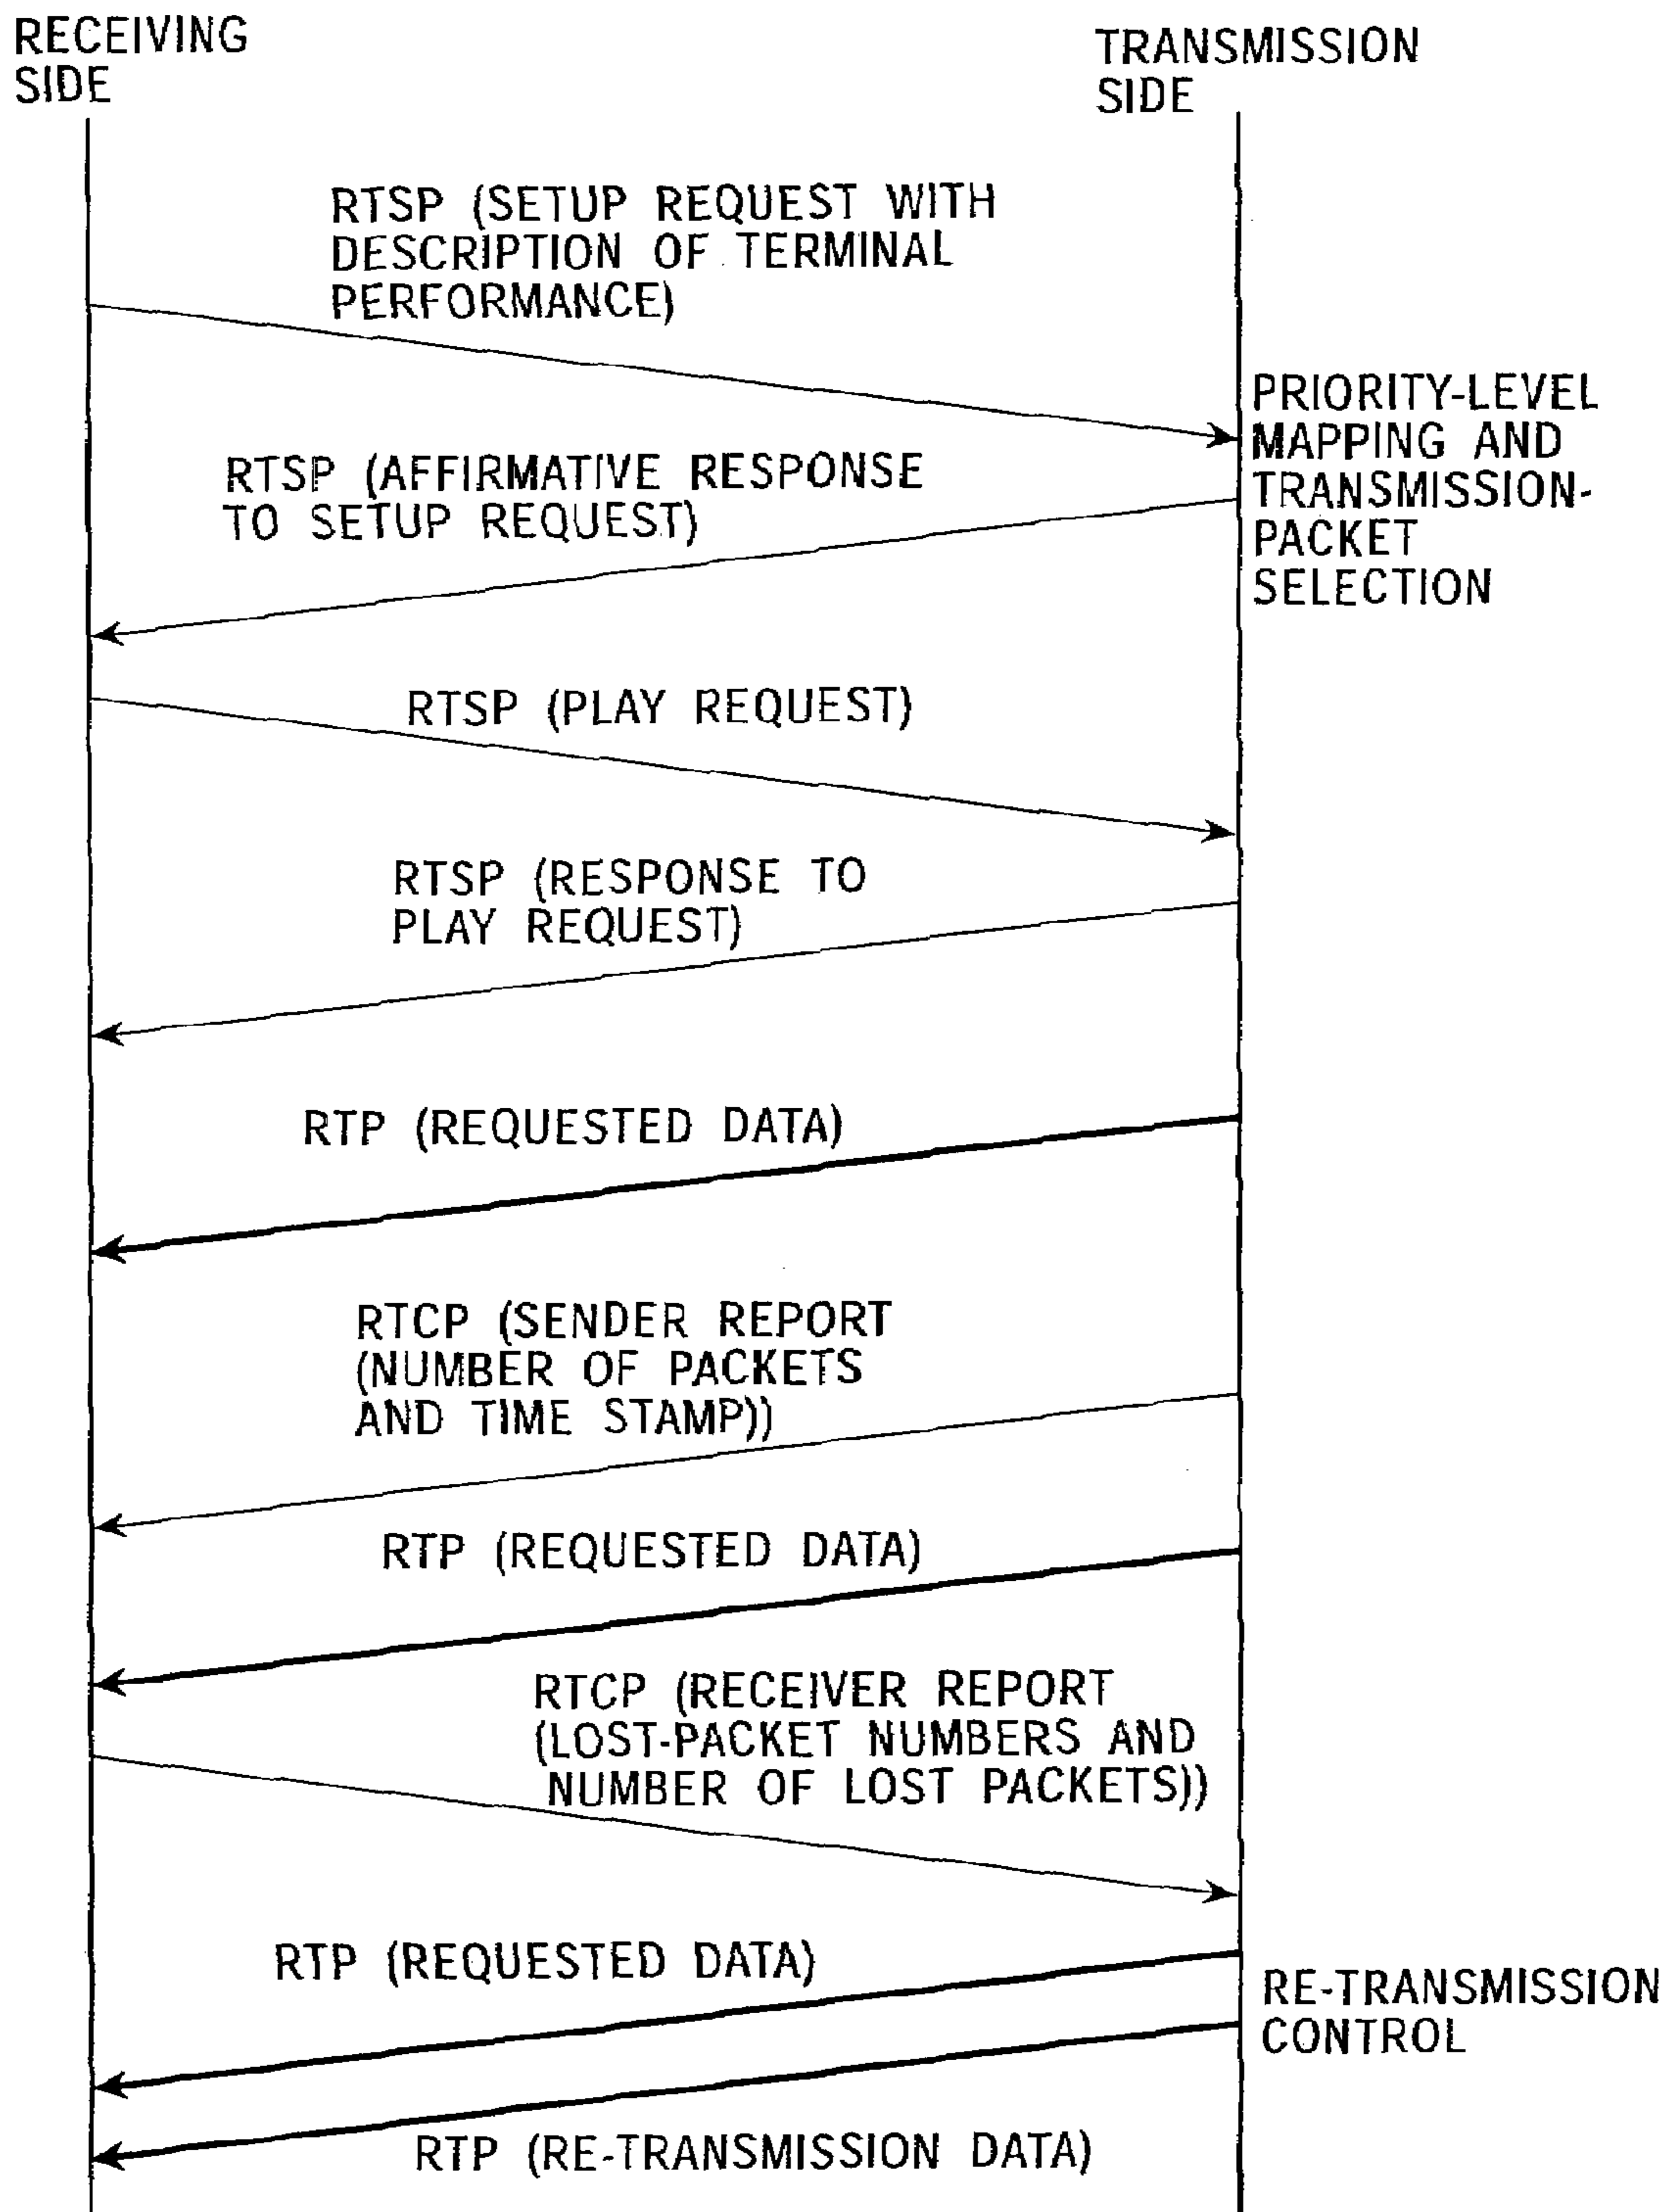 RECEIVING
SIDE
TRANSMISSION
SIDE
RTSP (SETUP REQUEST WITH
DESCRIPTION OF TERMINAL
PERFORMANCE)
PRIORITY-LEVEL
MAPPING AND
TRANSMISSION-
PACKET
SELECTION
RTSP (AFFIRMATIVE RESPONSE
TO SETUP REQUEST)
RTSP (PLAY REQUEST)
RTSP (RESPONSE TO
PLAY REQUEST)
RTP (REQUESTED DATA)
RTCP (SENDER REPORT
(NUMBER OF PACKETS
AND TIME STAMP))
RTP (REQUESTED DATA)
RTCP (RECEIVER REPORT
(LOST-PACKET NUMBERS AND
NUMBER OF LOST PACKETS))
RTP (REQUESTED DATA)
RE-TRANSMISSION
CONTROL
RTP (RE-TRANSMISSION DATA)